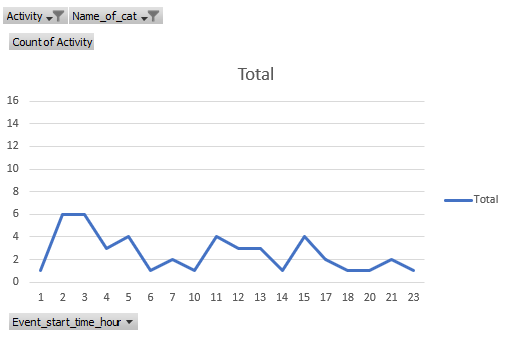 Activity Name_of_cat
Count of Activity
Total
16
14
12
10
8
6
4
2
0
Total
1 2 3 4 5 6 7 10 11 12 13 14 15 17 18 20 21 23
Event_start_time_hour